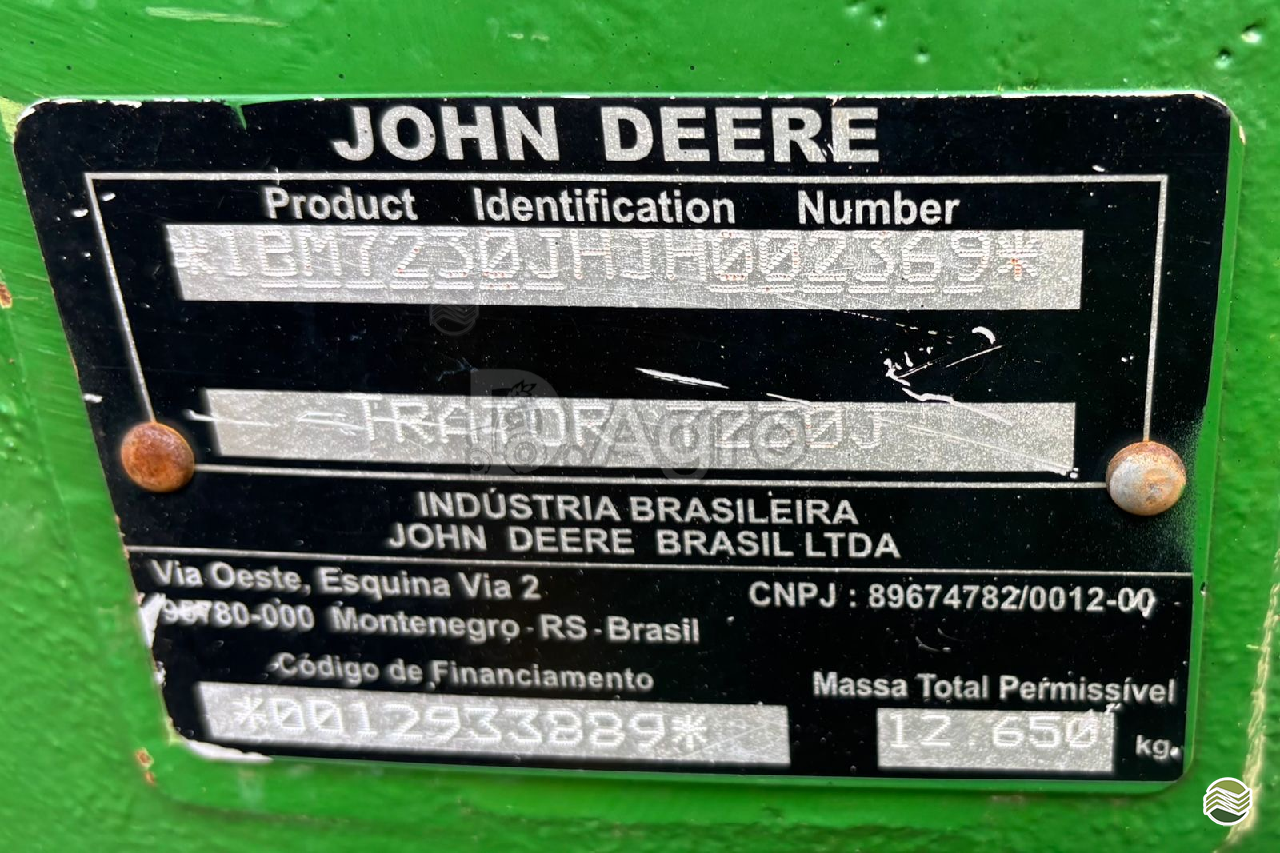 JOHN DEERE
Product Identification Number
*1BM7230JHJH002369*
TRATOR 7230J
Agro
INDÚSTRIA BRASILEIRA
JOHN DEERE BRASIL LTDA
Via Oeste, Esquina Via 2
CNPJ : 89674782/0012-00
95780-000 Montenegro - RS - Brasil
Código de Financiamento
Massa Total Permissível
*0012933889*
12.650 kg.